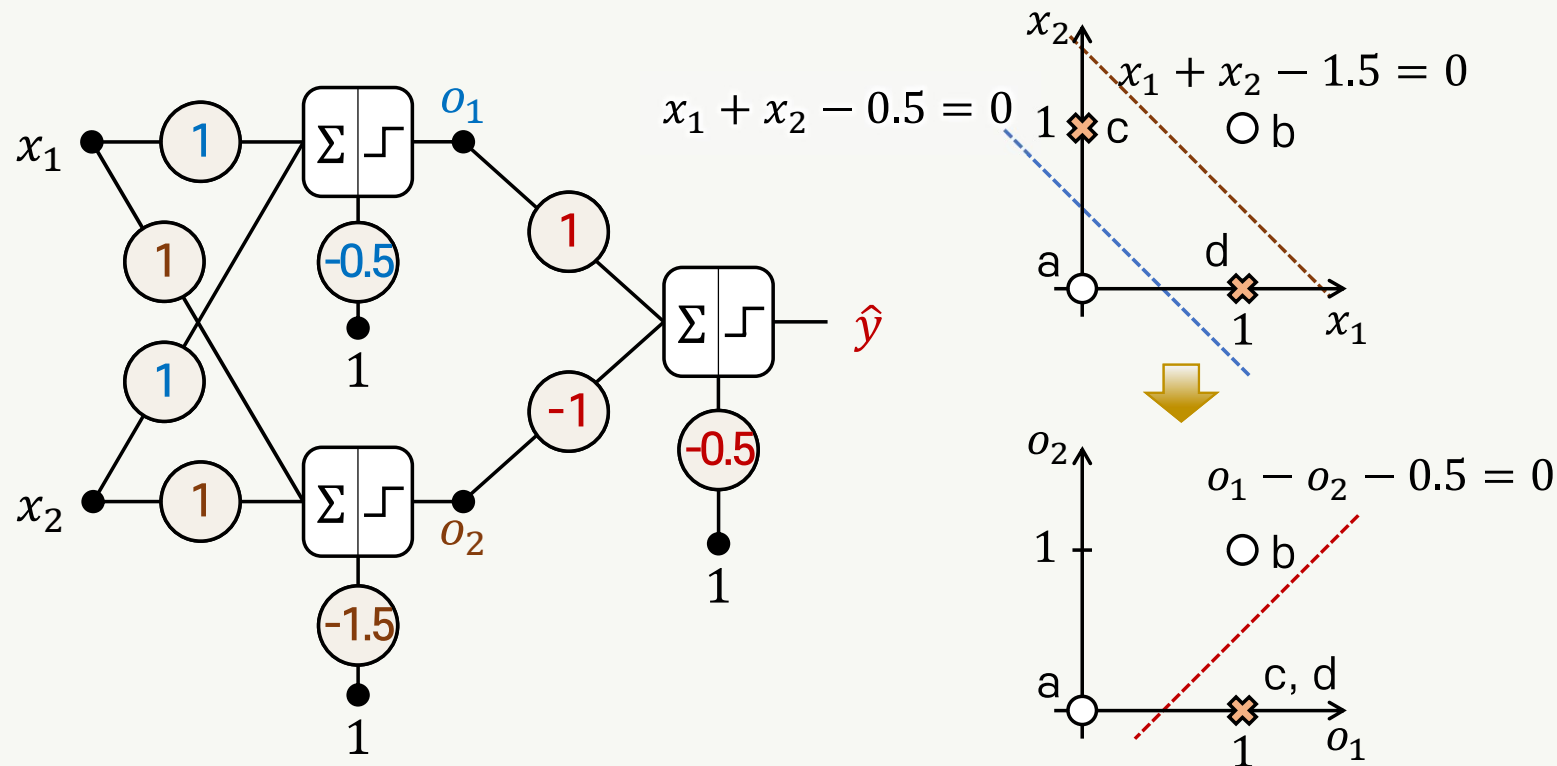 x₁
1
Σ
o₁
1
-0.5
1
1
1
x₂
1
Σ
o₂
-1
-1.5
1
Σ
ŷ
-0.5
1
x₂
x₁ + x₂ − 1.5 = 0
x₁ + x₂ − 0.5 = 0
1
c
b
a
d
1
x₁
o₂
o₁ − o₂ − 0.5 = 0
1
b
a
c, d
1
o₁